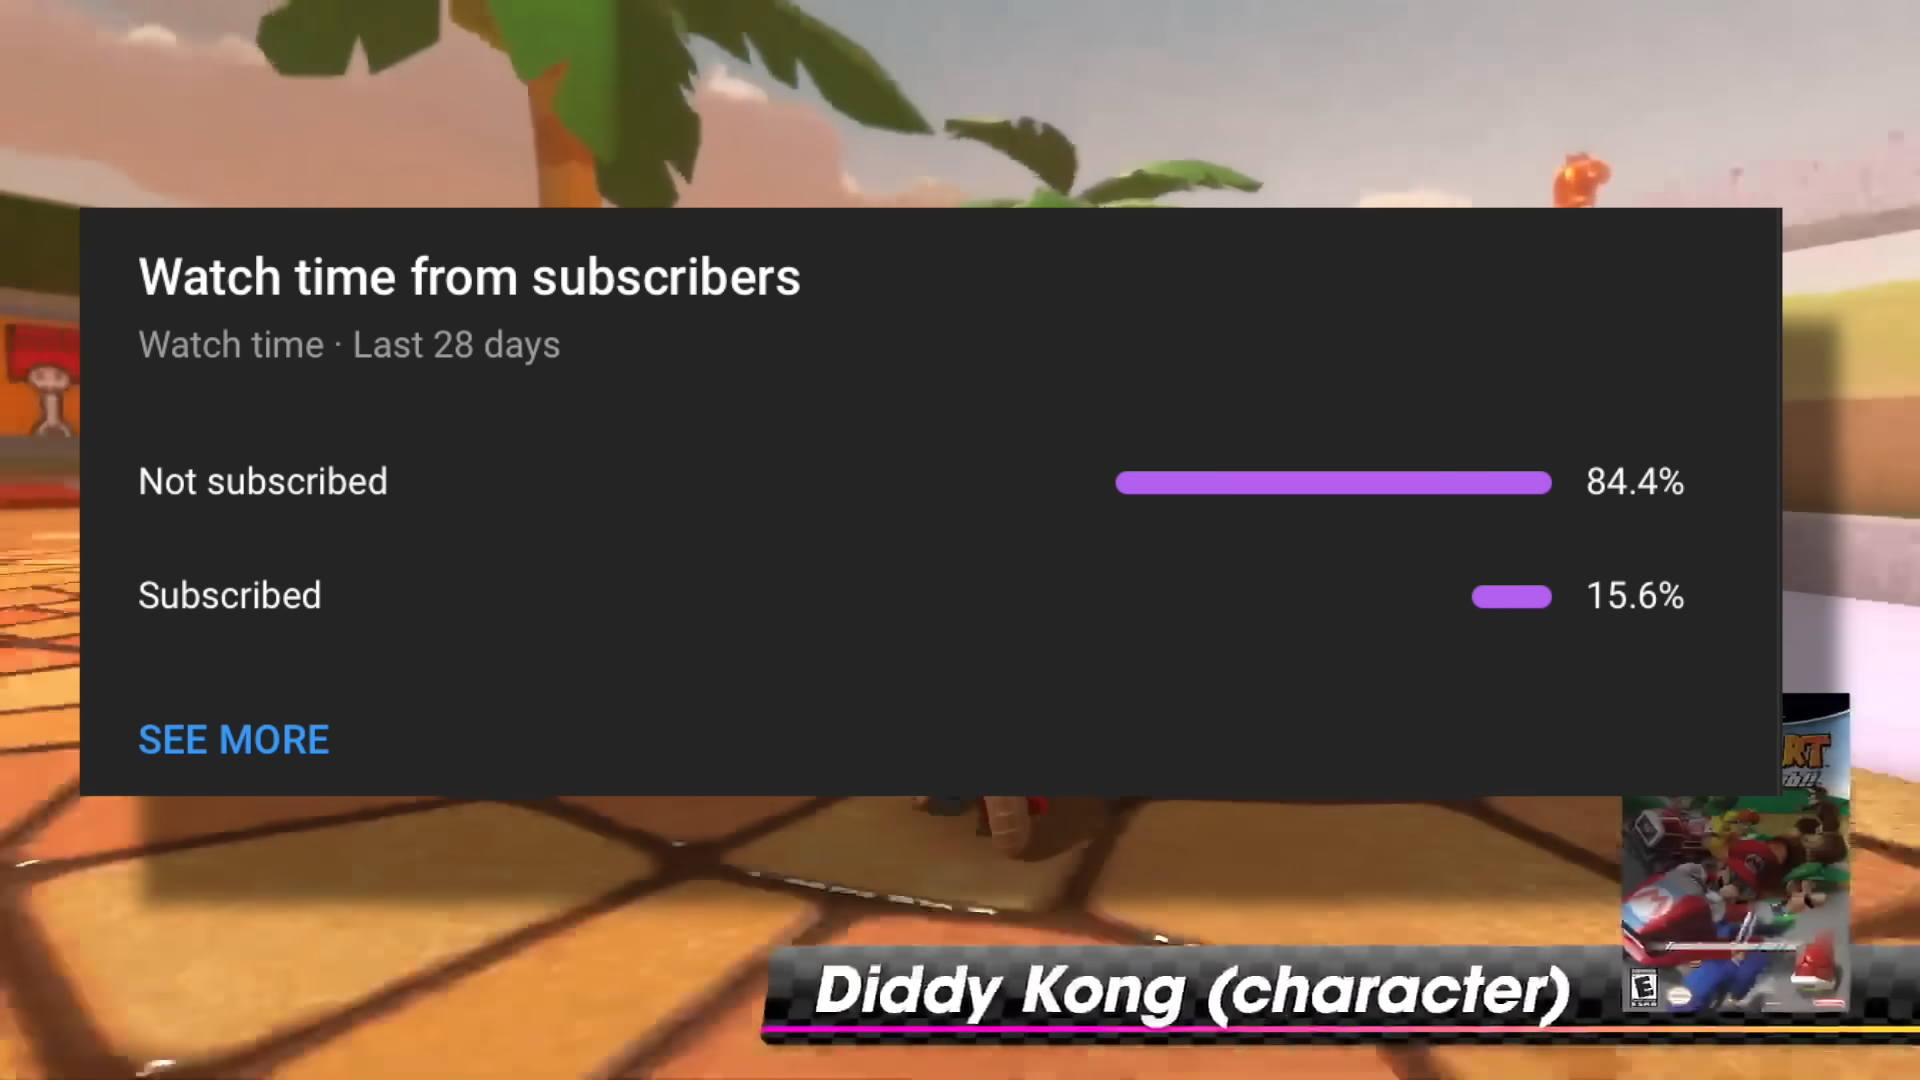 Watch time from subscribers
Watch time · Last 28 days
Not subscribed 84.4%
Subscribed 15.6%
SEE MORE
Diddy Kong (character)
E